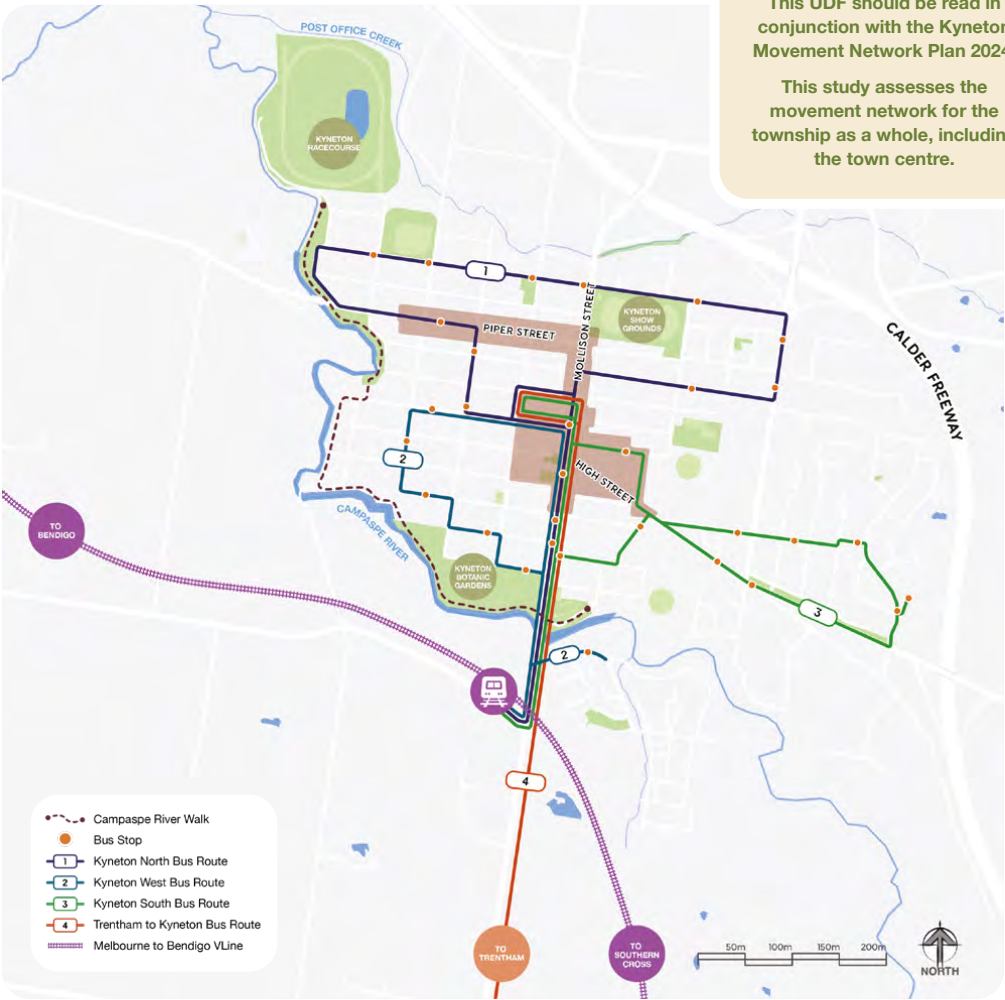 This UDF should be read in
conjunction with the Kyneton
Movement Network Plan 2024
This study assesses the
movement network for the
township as a whole, including
the town centre.
POST OFFICE CREEK
KYNETON
RACECOURSE
1
PIPER STREET
MOLLISON STREET
KYNETON
SHOW
GROUNDS
CALDER FREEWAY
2
HIGH STREET
TO
BENDIGO
CAMPASPE RIVER
KYNETON
BOTANIC
GARDENS
3
2
4
Campaspe River Walk
Bus Stop
1 Kyneton North Bus Route
2 Kyneton West Bus Route
3 Kyneton South Bus Route
4 Trentham to Kyneton Bus Route
Melbourne to Bendigo VLine
TO
TRENTHAM
TO
SOUTHERN
CROSS
50m 100m 150m 200m
NORTH